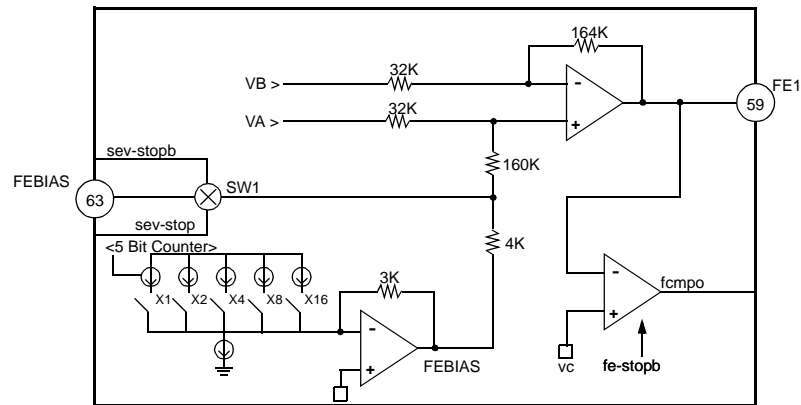 164K
VB >
32K
FE1
59
VA >
32K
sev-stopb
160K
FEBIAS
63
SW1
sev-stop
<5 Bit Counter>
4K
3K
X1 X2 X4 X8 X16
fcmpo
FEBIAS
vc
fe-stopb
- 
+
-
+
-
+